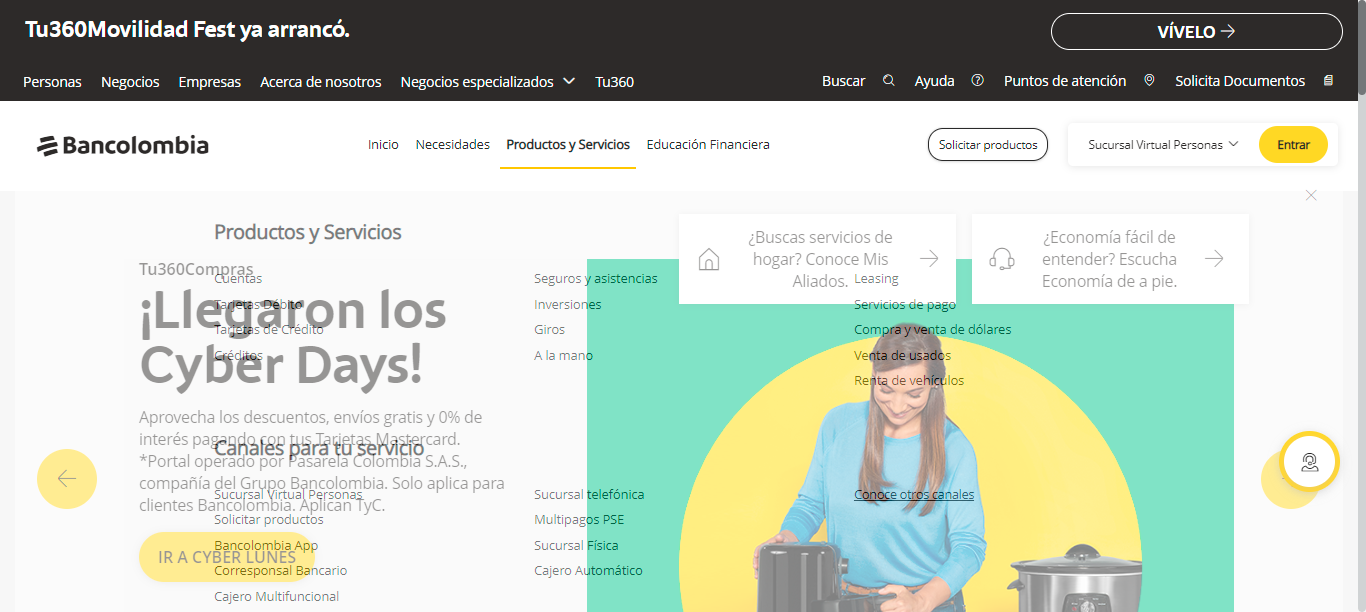 Tu360Movilidad Fest ya arrancó.
VÍVELO
Personas Negocios Empresas Acerca de nosotros Negocios especializados Tu360
Buscar Ayuda Puntos de atención Solicita Documentos
Bancolombia
Inicio Necesidades Productos y Servicios Educación Financiera
Solicitar productos
Sucursal Virtual Personas
Entrar
Productos y Servicios
Cuentas
Tarjetas Débito
Tarjetas de Crédito
Créditos
Seguros y asistencias
Inversiones
Giros
A la mano
Leasing
Servicios de pago
Compra y venta de dólares
Venta de usados
Renta de vehículos
¿Buscas servicios de
hogar? Conoce Mis
Aliados.
¿Economía fácil de
entender? Escucha
Economía de a pie.
Canales para tu servicio
Sucursal Virtual Personas
Solicitar productos
Bancolombia App
Corresponsal Bancario
Cajero Multifuncional
Sucursal telefónica
Multipagos PSE
Sucursal Física
Cajero Automático
Conoce otros canales
Tu360Compras
¡Llegaron los
Cyber Days!
Aprovecha los descuentos, envíos gratis y 0% de
interés pagando con tus Tarjetas Mastercard.
*Portal operado por Pasarela Colombia S.A.S.,
compañía del Grupo Bancolombia. Solo aplica para
clientes Bancolombia. Aplican TyC.
IR A CYBER LUNES